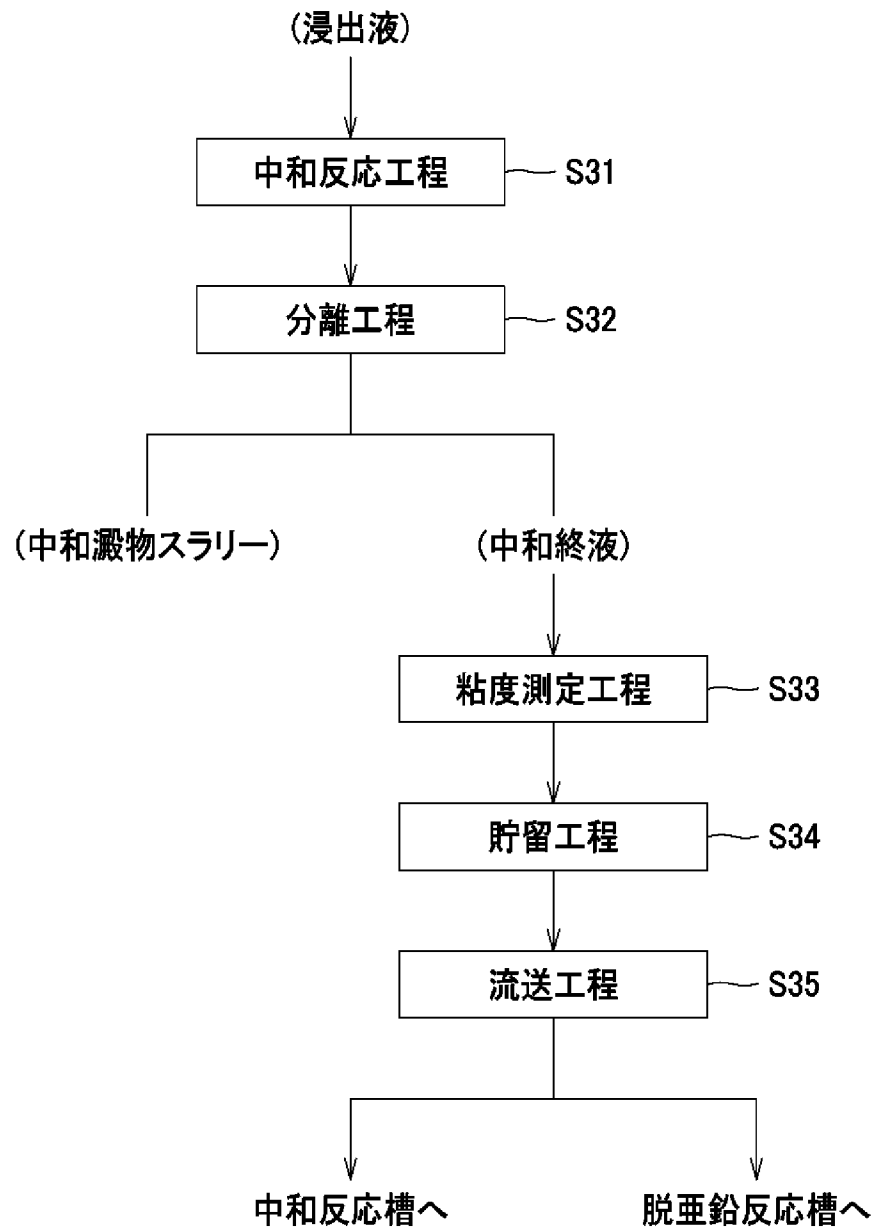 (浸出液)
中和反応工程 S31
分離工程 S32
(中和澱物スラリー) (中和終液)
粘度測定工程 S33
貯留工程 S34
流送工程 S35
中和反応槽へ 脱亜鉛反応槽へ